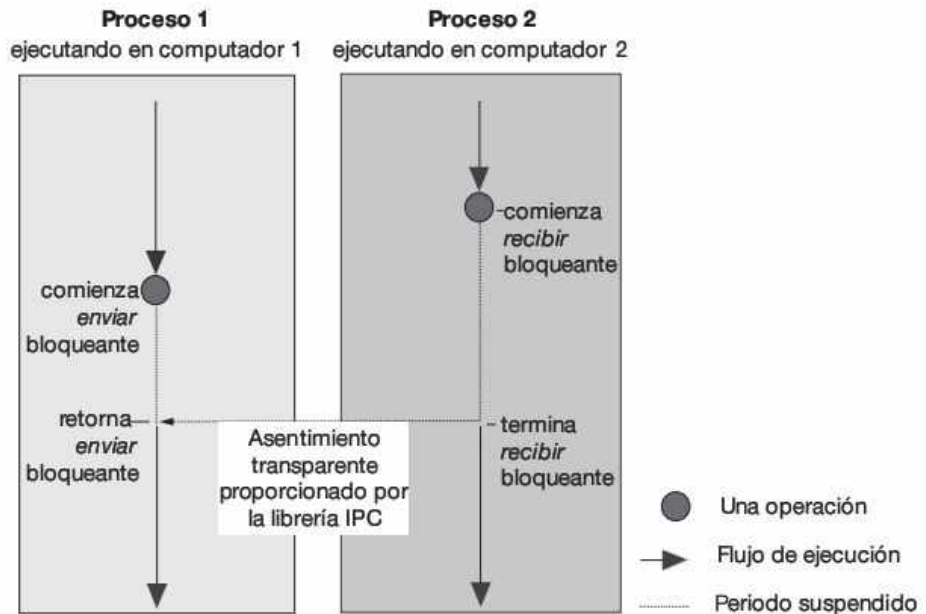 Proceso 1
ejecutando en computador 1
Proceso 2
ejecutando en computador 2
comienza
recibir
bloqueante
comienza
enviar
bloqueante
retorna
enviar
bloqueante
Asentimiento
transparente
proporcionado por
la librería IPC
termina
recibir
bloqueante
Una operación
Flujo de ejecución
Periodo suspendido